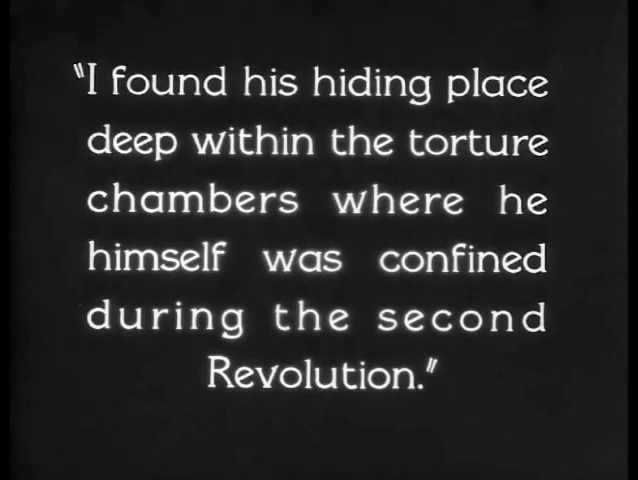 "I found his hiding place
deep within the torture
chambers where he
himself was confined
during the second
Revolution."